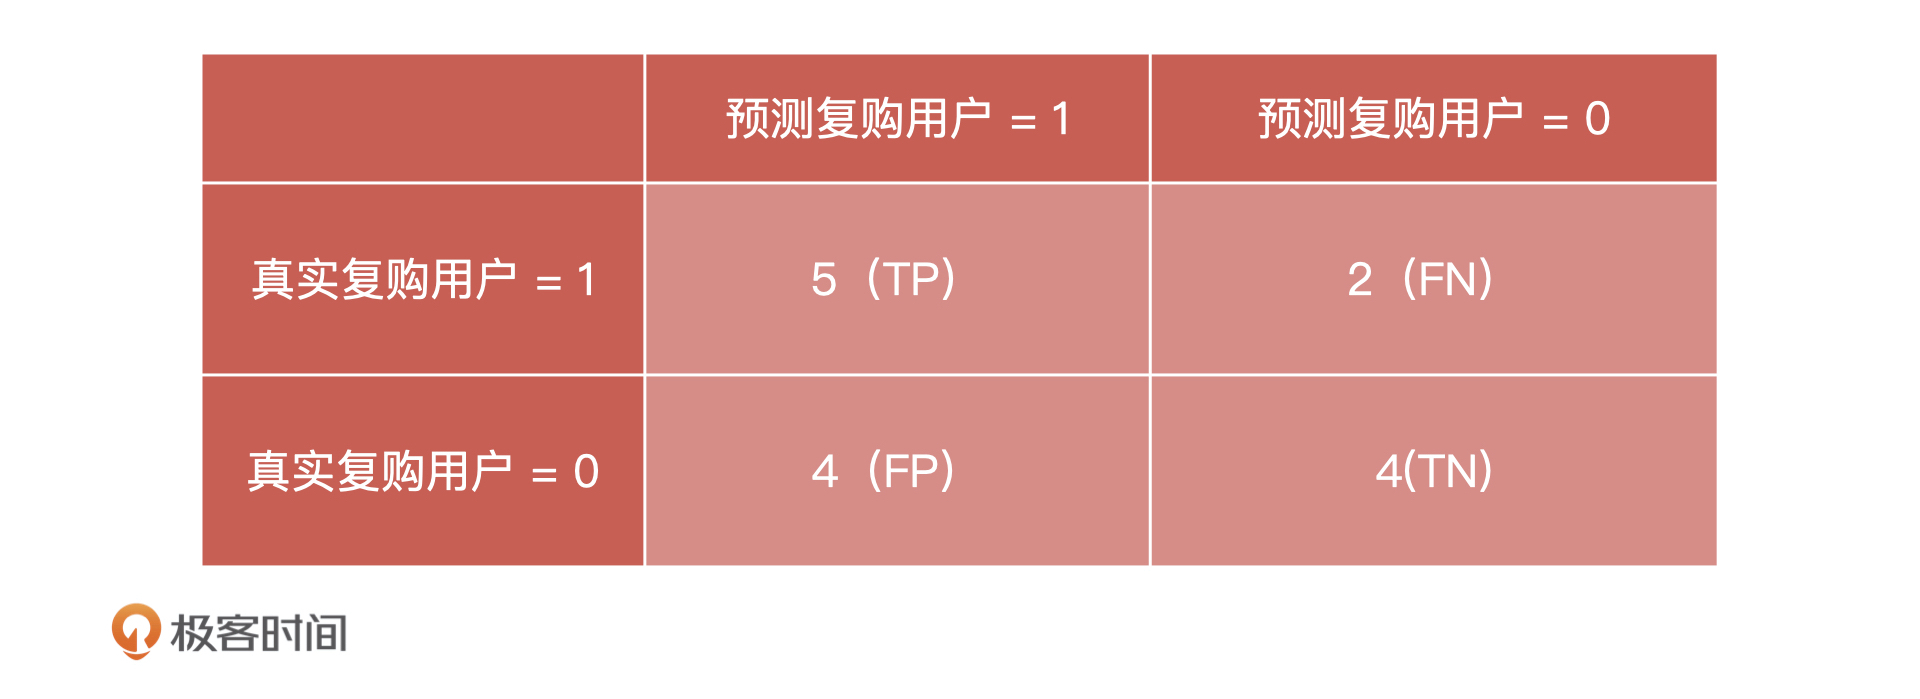 预测复购用户 = 1
预测复购用户 = 0
真实复购用户 = 1
5（TP）
2（FN）
真实复购用户 = 0
4（FP）
4(TN)
极客时间